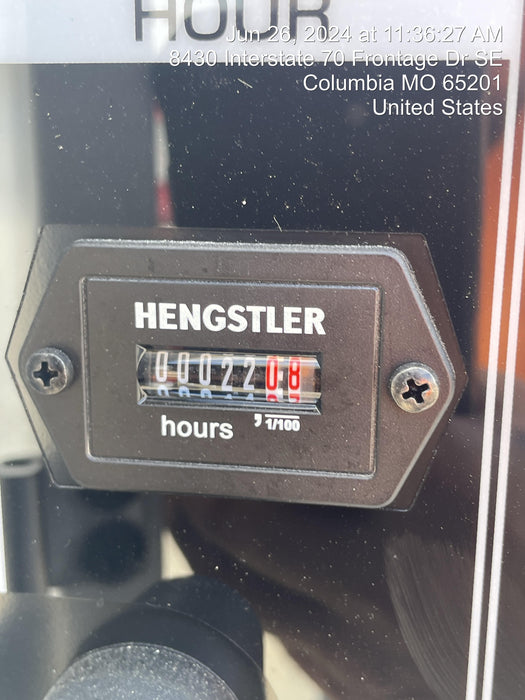 HOUR
Jun 26, 2024 at 11:36:27 AM
8430 Interstate 70 Frontage Dr SE
Columbia MO 65201
United States
HENGSTLER
0002208
hours , 1/100